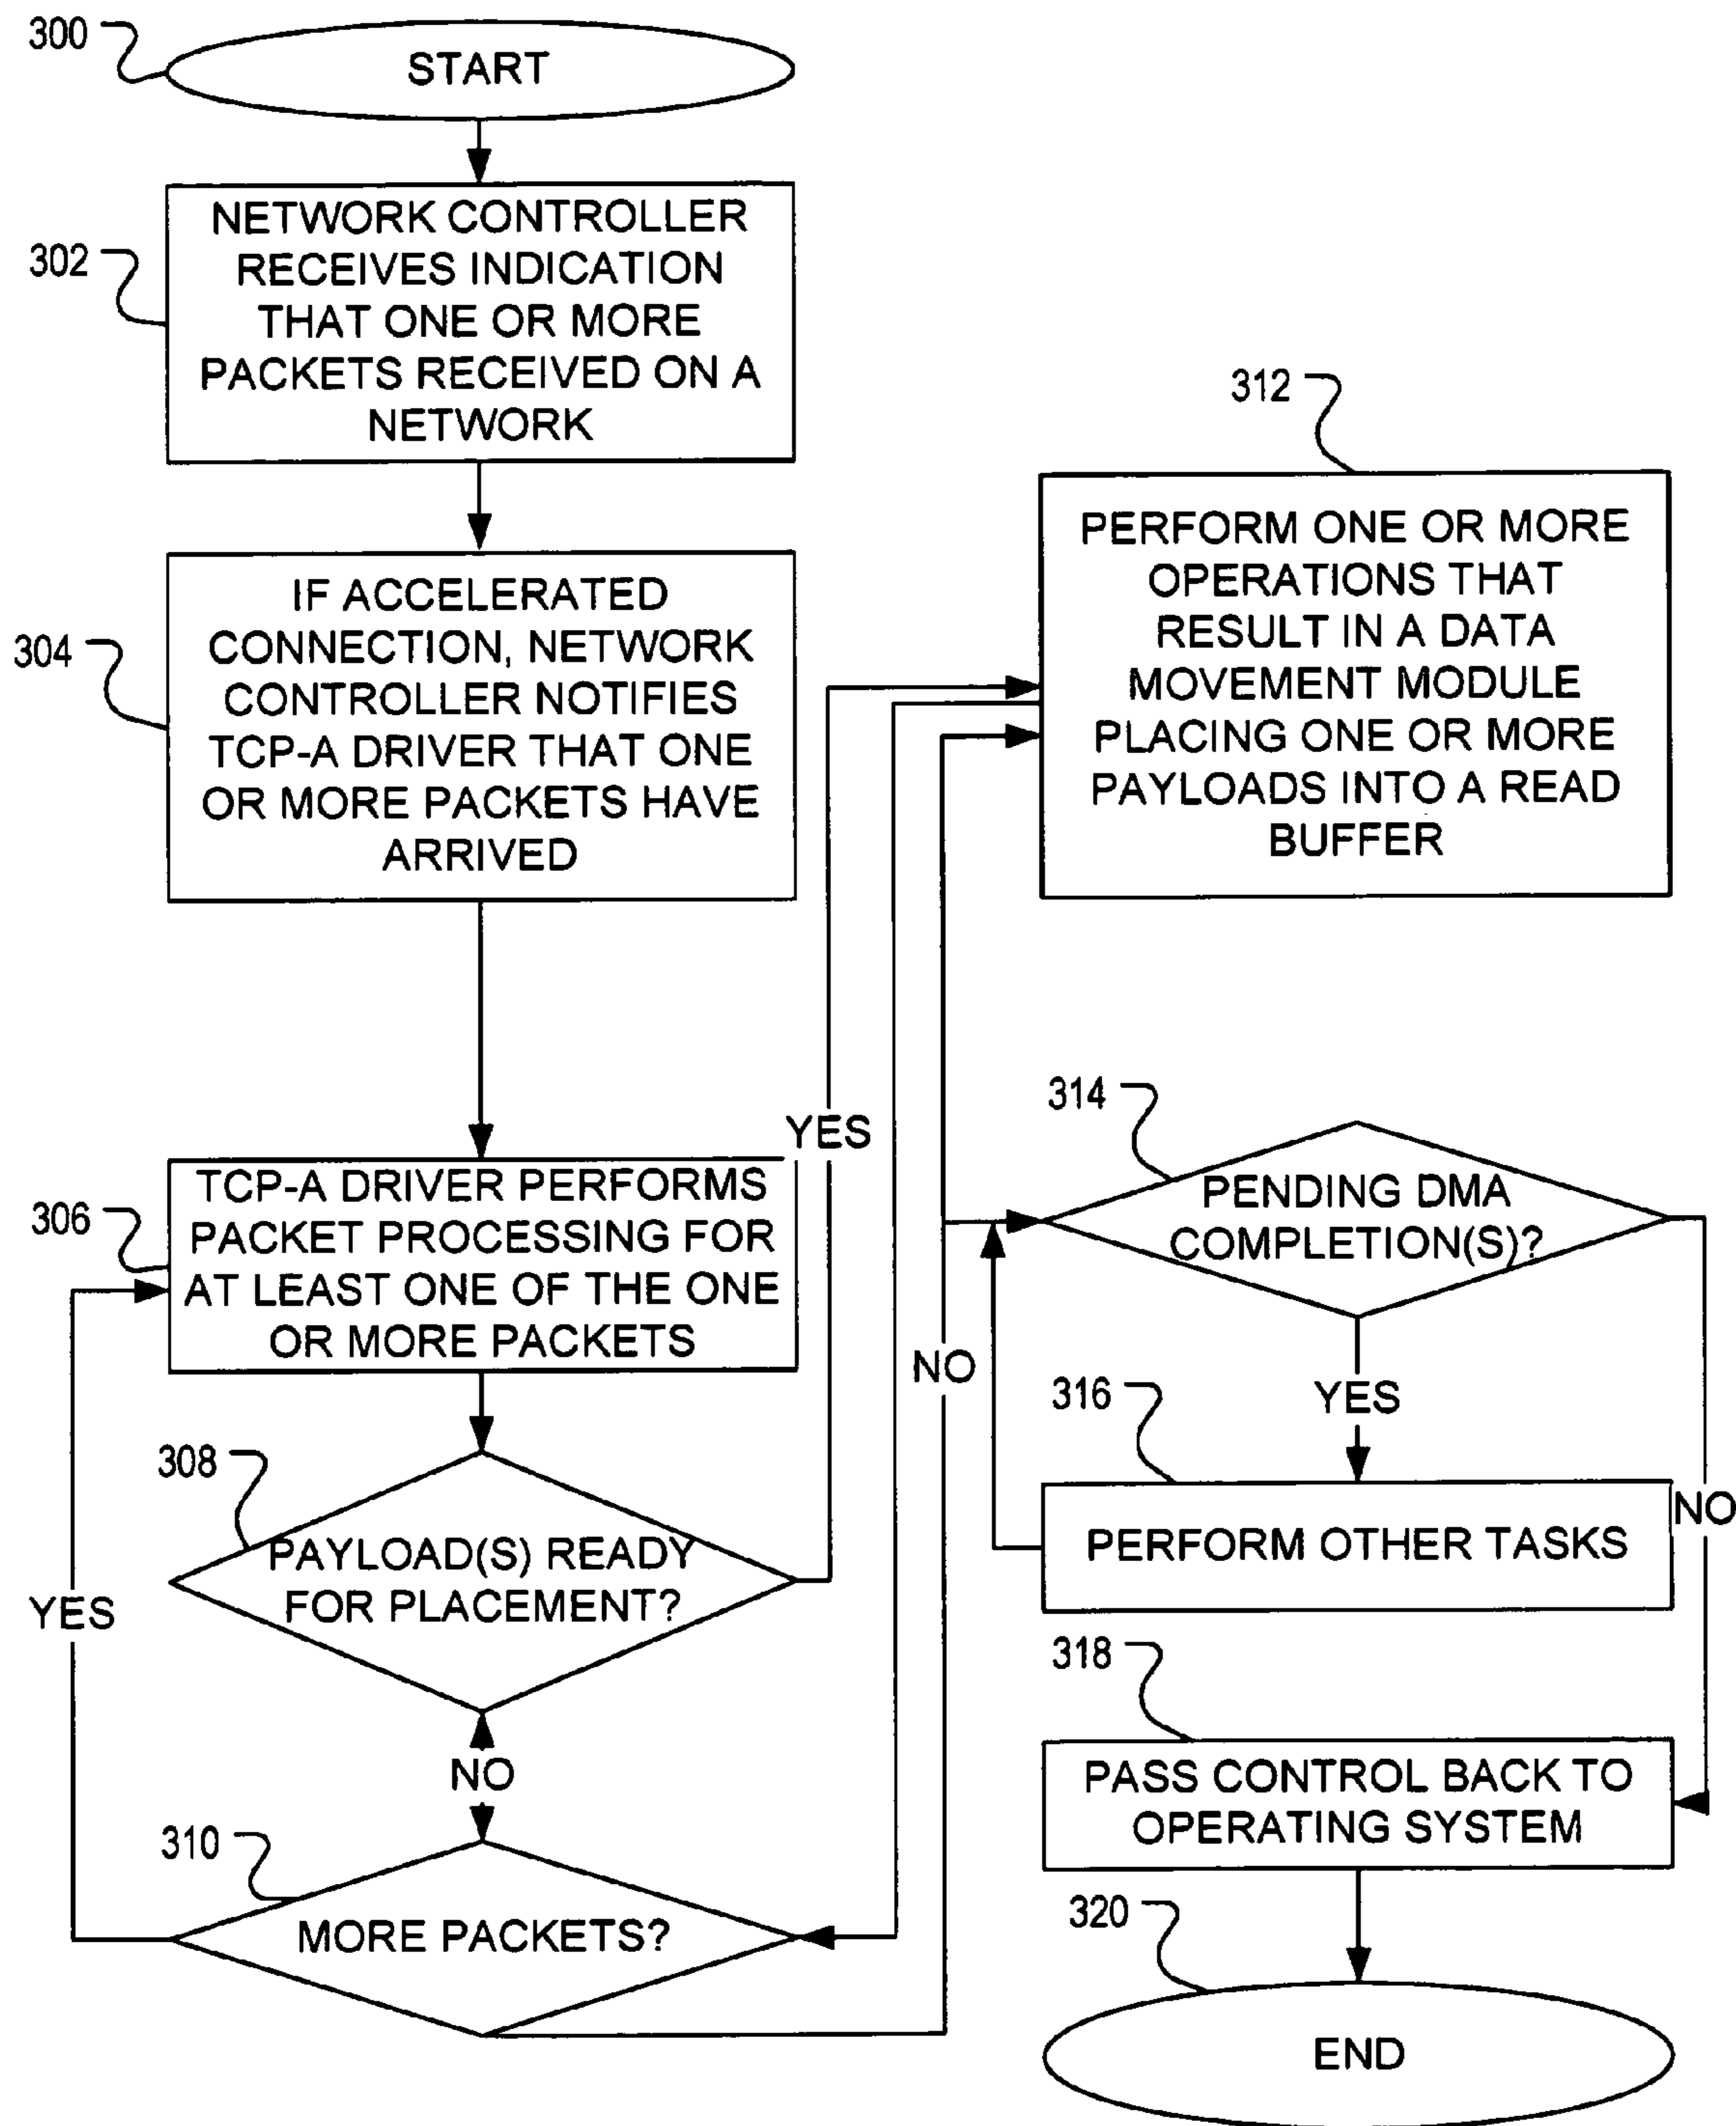 300
START
302
NETWORK CONTROLLER
RECEIVES INDICATION
THAT ONE OR MORE
PACKETS RECEIVED ON A
NETWORK
304
IF ACCELERATED
CONNECTION, NETWORK
CONTROLLER NOTIFIES
TCP-A DRIVER THAT ONE
OR MORE PACKETS HAVE
ARRIVED
306
TCP-A DRIVER PERFORMS
PACKET PROCESSING FOR
AT LEAST ONE OF THE ONE
OR MORE PACKETS
308
PAYLOAD(S) READY
FOR PLACEMENT?
YES
NO
310
MORE PACKETS?
YES
NO
312
PERFORM ONE OR MORE
OPERATIONS THAT
RESULT IN A DATA
MOVEMENT MODULE
PLACING ONE OR MORE
PAYLOADS INTO A READ
BUFFER
314
PENDING DMA
COMPLETION(S)?
YES
NO
316
PERFORM OTHER TASKS
318
PASS CONTROL BACK TO
OPERATING SYSTEM
320
END